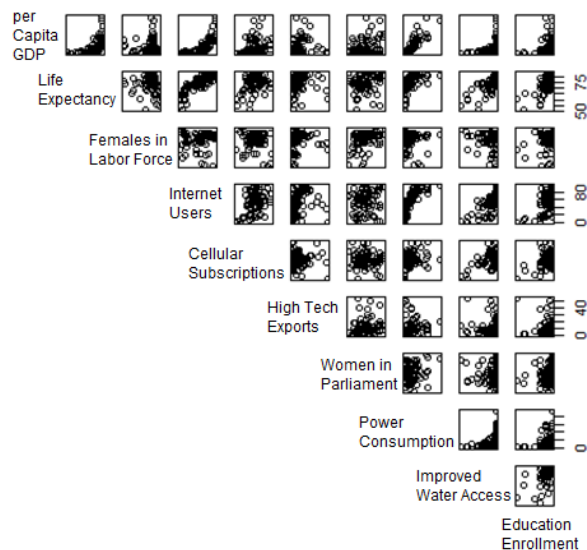 per
Capita
GDP
Life
Expectancy
75
50
Females in
Labor Force
Internet
Users
80
0
Cellular
Subscriptions
High Tech
Exports
40
0
Women in
Parliament
Power
Consumption
0
Improved
Water Access
Education
Enrollment